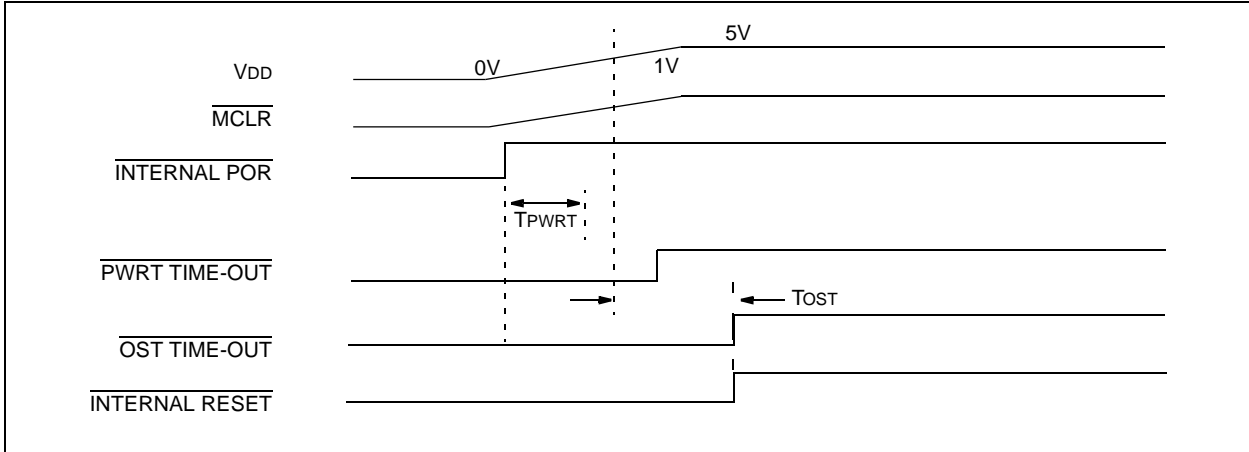 5V
VDD 0V 1V
MCLR
INTERNAL POR
TPWRT
PWRT TIME-OUT
TOST
OST TIME-OUT
INTERNAL RESET